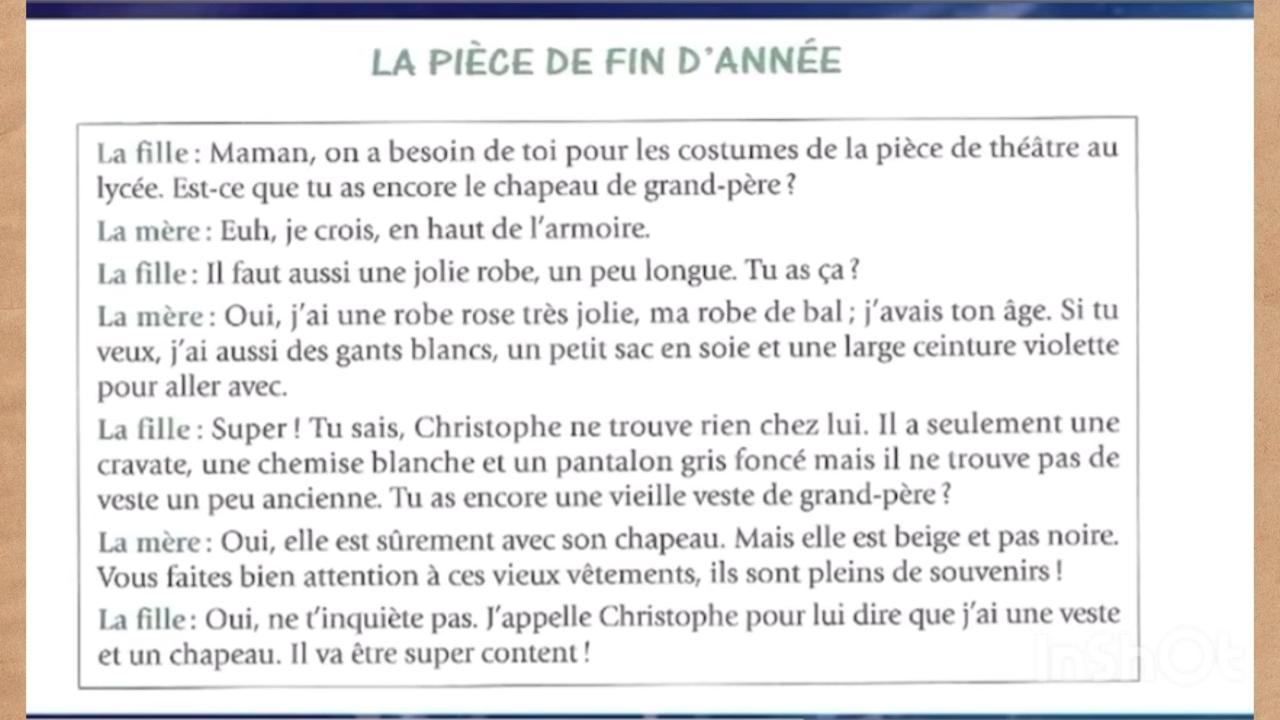 LA PIÈCE DE FIN D'ANNÉE
La fille : Maman, on a besoin de toi pour les costumes de la pièce de théâtre au
lycée. Est-ce que tu as encore le chapeau de grand-père ?
La mère : Euh, je crois, en haut de l'armoire.
La fille : Il faut aussi une jolie robe, un peu longue. Tu as ça ?
La mère : Oui, j'ai une robe rose très jolie, ma robe de bal ; j'avais ton âge. Si tu
veux, j'ai aussi des gants blancs, un petit sac en soie et une large ceinture violette
pour aller avec.
La fille : Super ! Tu sais, Christophe ne trouve rien chez lui. Il a seulement une
cravate, une chemise blanche et un pantalon gris foncé mais il ne trouve pas de
veste un peu ancienne. Tu as encore une vieille veste de grand-père ?
La mère : Oui, elle est sûrement avec son chapeau. Mais elle est beige et pas noire.
Vous faites bien attention à ces vieux vêtements, ils sont pleins de souvenirs !
La fille : Oui, ne t'inquiète pas. J'appelle Christophe pour lui dire que j'ai une veste
et un chapeau. Il va être super content !
InShOt